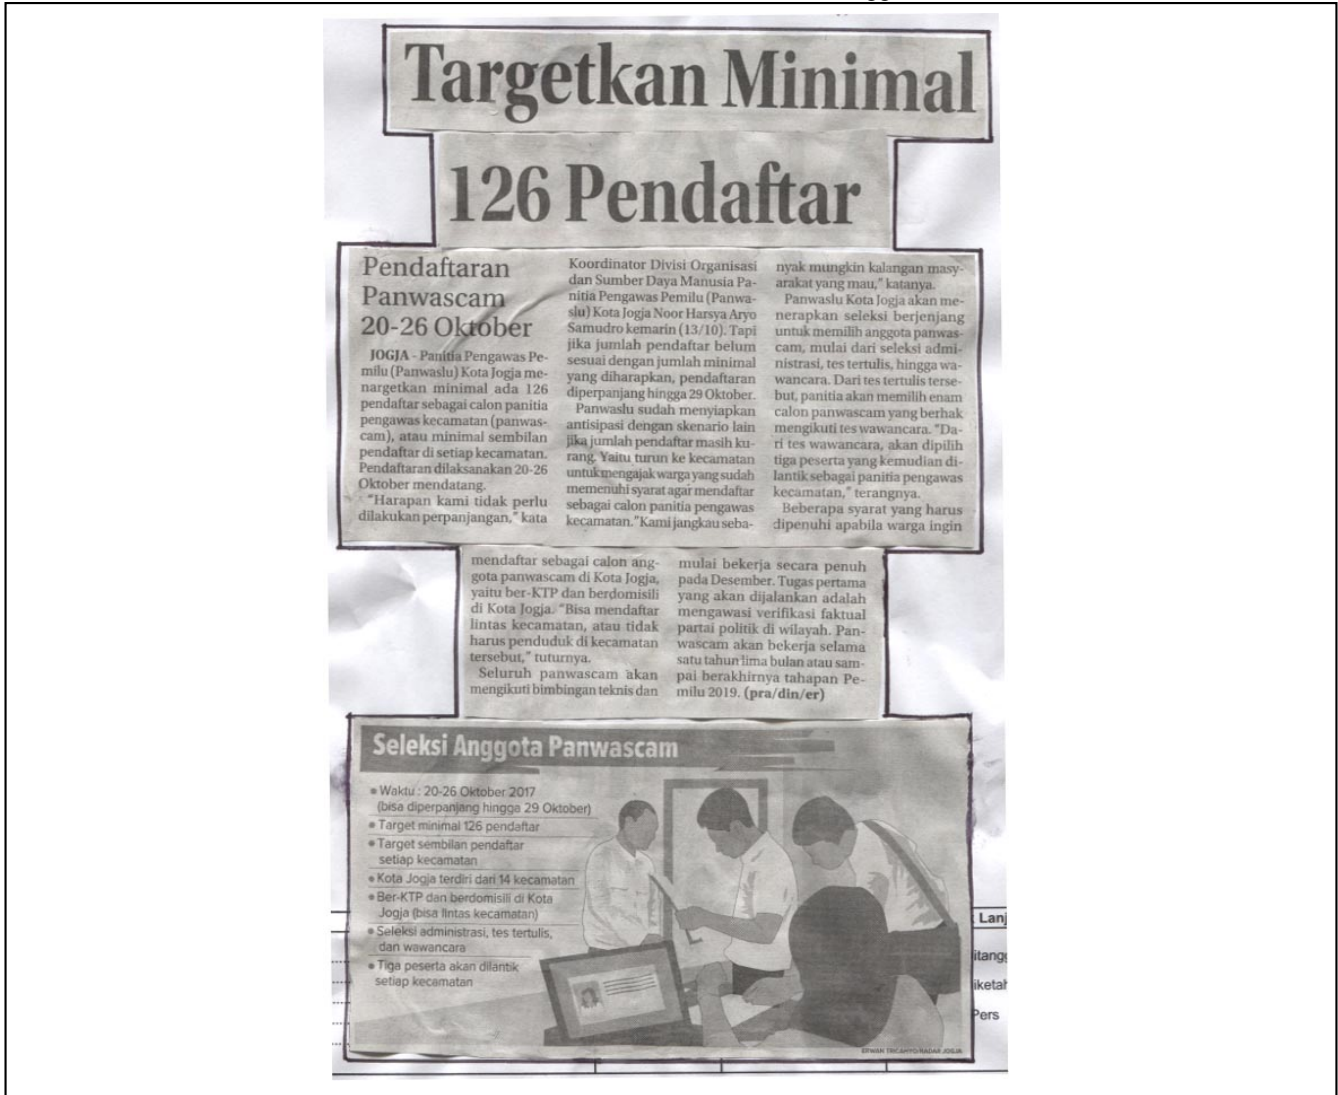 Targetkan Minimal
126 Pendaftar
Pendaftaran
Panwascam
20-26 Oktober
JOGJA - Panitia Pengawas Pe-
milu (Panwaslu) Kota Jogja me-
nargetkan minimal ada 126
pendaftar sebagai calon panitia
pengawas kecamatan (panwas-
cam), atau minimal sembilan
pendaftar di setiap kecamatan.
Pendaftaran dilaksanakan 20-26
Oktober mendatang.
"Harapan kami tidak perlu
dilakukan perpanjangan," kata
Koordinator Divisi Organisasi
dan Sumber Daya Manusia Pa-
nitia Pengawas Pemilu (Panwa-
slu) Kota Jogja Noor Harsya Aryo
Samudro kemarin (13/10). Tapi
jika jumlah pendaftar belum
sesuai dengan jumlah minimal
yang diharapkan, pendaftaran
diperpanjang hingga 29 Oktober.
Panwaslu sudah menyiapkan
antisipasi dengan skenario lain
jika jumlah pendaftar masih ku-
rang. Yaitu turun ke kecamatan
untuk mengajak warga yang sudah
memenuhi syarat agar mendaftar
sebagai calon panitia pengawas
kecamatan. "Kami jangkau seba-
nyak mungkin kalangan masy-
arakat yang mau," katanya.
Panwaslu Kota Jogja akan me-
nerapkan seleksi berjenjang
untuk memilih anggota panwas-
cam, mulai dari seleksi admi-
nistrasi, tes tertulis, hingga wa-
wancara. Dari tes tertulis terse-
but, panitia akan memilih enam
calon panwascam yang berhak
mengikuti tes wawancara. "Da-
ri tes wawancara, akan dipilih
tiga peserta yang kemudian di-
lantik sebagai panitia pengawas
kecamatan," terangnya.
Beberapa syarat yang harus
dipenuhi apabila warga ingin
mendaftar sebagai calon ang-
gota panwascam di Kota Jogja,
yaitu ber-KTP dan berdomisili
di Kota Jogja. "Bisa mendaftar
lintas kecamatan, atau tidak
harus penduduk di kecamatan
tersebut," tuturnya.
Seluruh panwascam akan
mengikuti bimbingan teknis dan
mulai bekerja secara penuh
pada Desember. Tugas pertama
yang akan dijalankan adalah
mengawasi verifikasi faktual
partai politik di wilayah. Pan-
wascam akan bekerja selama
satu tahun lima bulan atau sam-
pai berakhirnya tahapan Pe-
milu 2019. (pra/din/er)
Seleksi Anggota Panwascam
• Waktu : 20-26 Oktober 2017
(bisa diperpanjang hingga 29 Oktober)
• Target minimal 126 pendaftar
• Target sembilan pendaftar
setiap kecamatan
• Kota Jogja terdiri dari 14 kecamatan
• Ber-KTP dan berdomisili di Kota
Jogja (bisa lintas kecamatan)
• Seleksi administrasi, tes tertulis,
dan wawancara
• Tiga peserta akan dilantik
setiap kecamatan
ERWAN TRICAHYO/RADAR JOGJA
Lanj
itangg
iketah
Pers